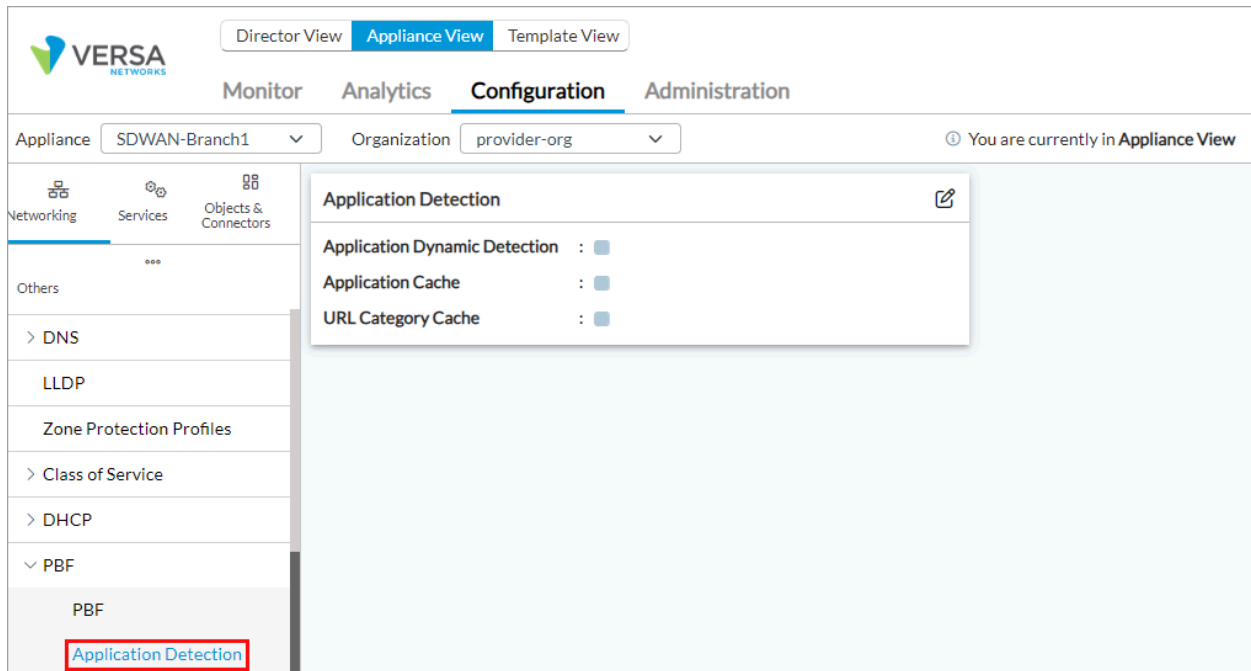 VERSA
NETWORKS
Director View Appliance View Template View
Monitor Analytics Configuration Administration
Appliance SDWAN-Branch1 Organization provider-org You are currently in Appliance View
Networking Services Objects & Connectors
Others
DNS
LLDP
Zone Protection Profiles
Class of Service
DHCP
PBF
PBF
Application Detection
Application Detection
Application Dynamic Detection :
Application Cache :
URL Category Cache :